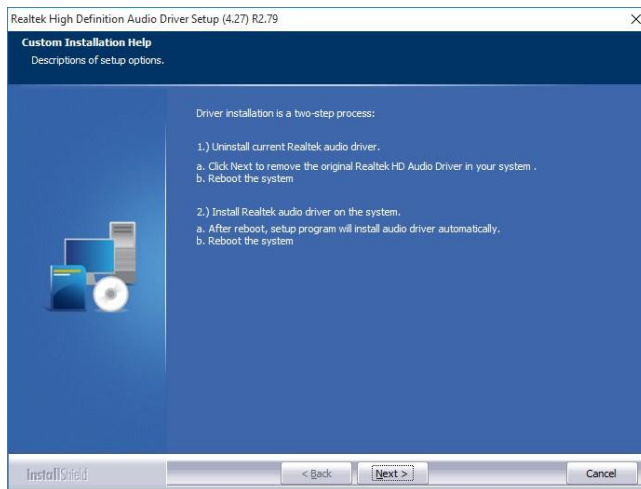 Realtek High Definition Audio Driver Setup (4.27) R2.79
Custom Installation Help
Descriptions of setup options.
Driver installation is a two-step process:
1.) Uninstall current Realtek audio driver.
a. Click Next to remove the original Realtek HD Audio Driver in your system .
b. Reboot the system
2.) Install Realtek audio driver on the system.
a. After reboot, setup program will install audio driver automatically.
b. Reboot the system
InstallShield
< Back
Next >
Cancel